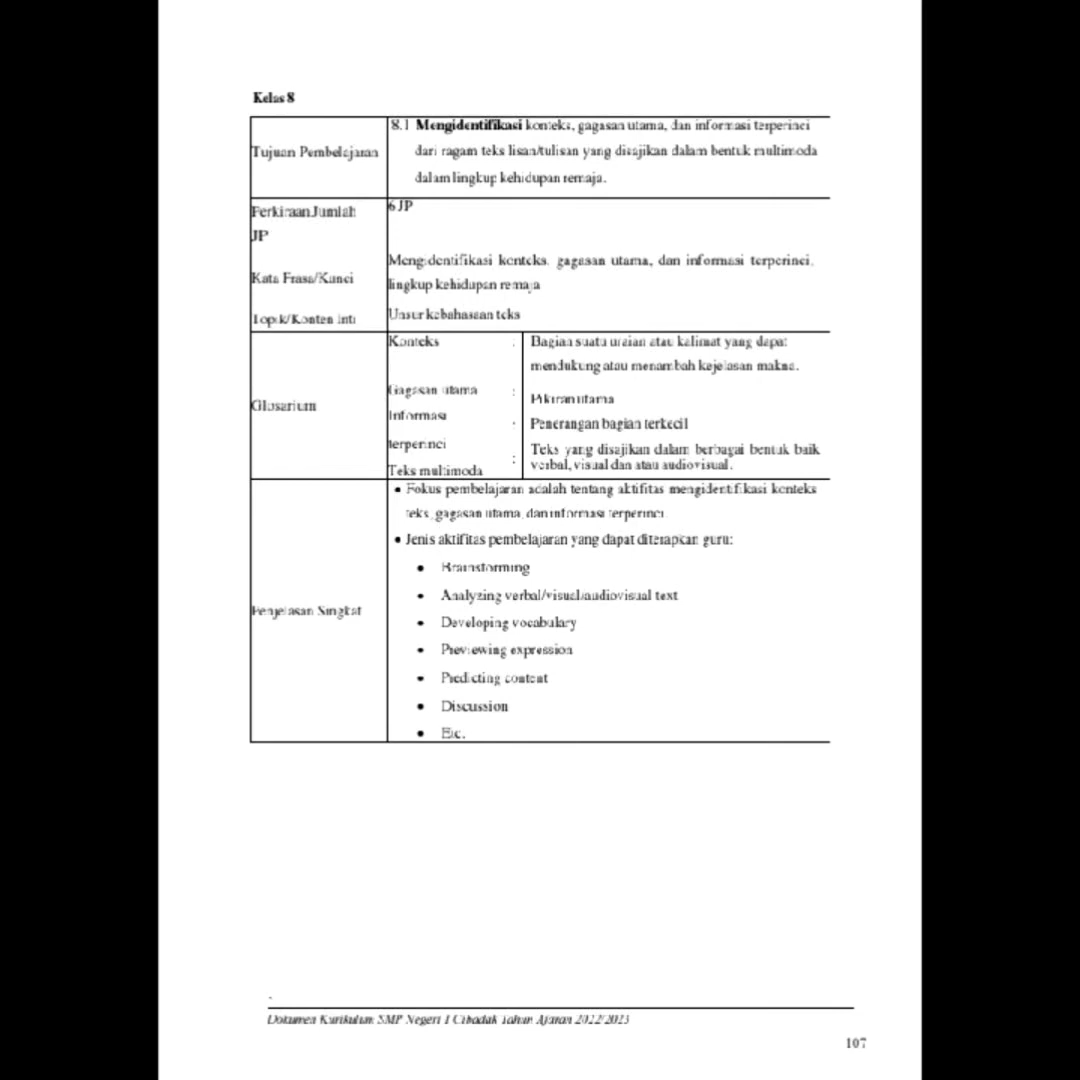 Kelas 8
Tujuan Pembelajaran
8.1 Mengidentifikasi konteks, gagasan utama, dan informasi terperinci
dari ragam teks lisan/tulisan yang disajikan dalam bentuk multimoda
dalam lingkup kehidupan remaja.
Perkiraan Jumlah
JP
6 JP
Kata Frasa/Kunci
Mengidentifikasi konteks, gagasan utama, dan informasi terperinci,
lingkup kehidupan remaja
Topik/Konten Inti
Unsur kebahasaan teks
Glosarium
Konteks :
Bagian suatu uraian atau kalimat yang dapat
mendukung atau menambah kejelasan makna.
Gagasan utama :
Pikiran utama
Informasi
terperinci :
Penerangan bagian terkecil
Teks multimoda :
Teks yang disajikan dalam berbagai bentuk baik
verbal, visual dan atau audiovisual.
Penjelasan Singkat
• Fokus pembelajaran adalah tentang aktifitas mengidentifikasi konteks
teks, gagasan utama, dan informasi terperinci.
• Jenis aktifitas pembelajaran yang dapat diterapkan guru:
• Brainstorming
• Analyzing verbal/visual/audiovisual text
• Developing vocabulary
• Previewing expression
• Predicting content
• Discussion
• Etc.
Dokumen Kurikulum SMP Negeri 1 Cibadak Tahun Ajaran 2022/2023
107